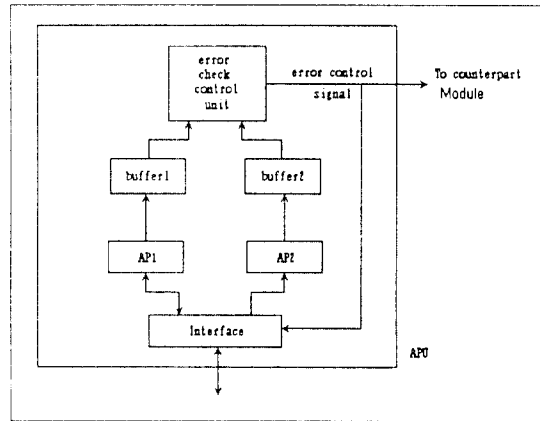 error
check
control
unit
error control
signal
To counterpart
Module
buffer1
buffer2
AP1
AP2
Interface
APU